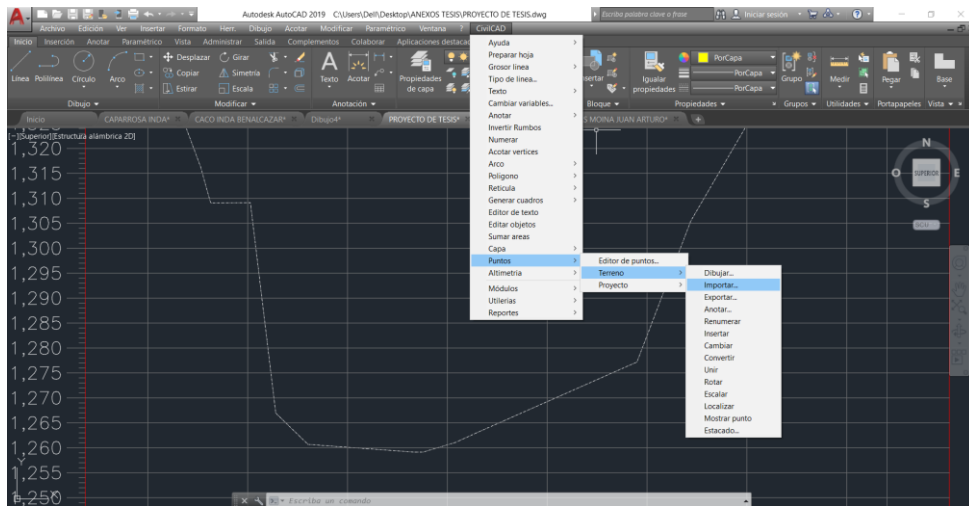 Autodesk AutoCAD 2019 C:\Users\Dell\Desktop\ANEXOS TESIS\PROYECTO DE TESIS.dwg
Escriba palabra clave o frase
Iniciar sesión
Archivo Edición Ver Insertar Formato Herr. Dibujo Acotar Modificar Paramétrico Ventana ? CivilCAD
Inicio Inserción Anotar Paramétrico Vista Administrar Salida Complementos Colaborar Aplicaciones destacadas
Desplazar Girar
Copiar Simetría
Estirar Escala
Línea Polilínea Círculo Arco
Texto Acotar
Propiedades de capa
Igualar propiedades
PorCapa
PorCapa
PorCapa
Grupo
Medir
Pegar
Base
Dibujo Modificar Anotación Bloque Propiedades Grupos Utilidades Portapapeles Vista
Inicio CAPARROSA INDA* CACO INDA BENALCAZAR* Dibujo4* PROYECTO DE TESIS* S MOINA JUAN ARTURO*
[−][Superior][Estructura alámbrica 2D]
Ayuda
Preparar hoja
Grosor linea
Tipo de linea...
Texto
Cambiar variables...
Anotar
Invertir Rumbos
Numerar
Acotar vertices
Arco
Poligono
Reticula
Generar cuadros
Editor de texto
Editar objetos
Sumar areas
Capa
Puntos
Altimetria
Módulos
Utilerias
Reportes
Editor de puntos...
Terreno
Proyecto
Dibujar...
Importar...
Exportar...
Anotar...
Renumerar
Insertar
Cambiar
Convertir
Unir
Rotar
Escalar
Localizar
Mostrar punto
Estacado...
1,320
1,315
1,310
1,305
1,300
1,295
1,290
1,285
1,280
1,275
1,270
1,265
1,260
1,255
1,250
Y
X
N
O SUPERIOR E
S
SCU
Escriba un comando